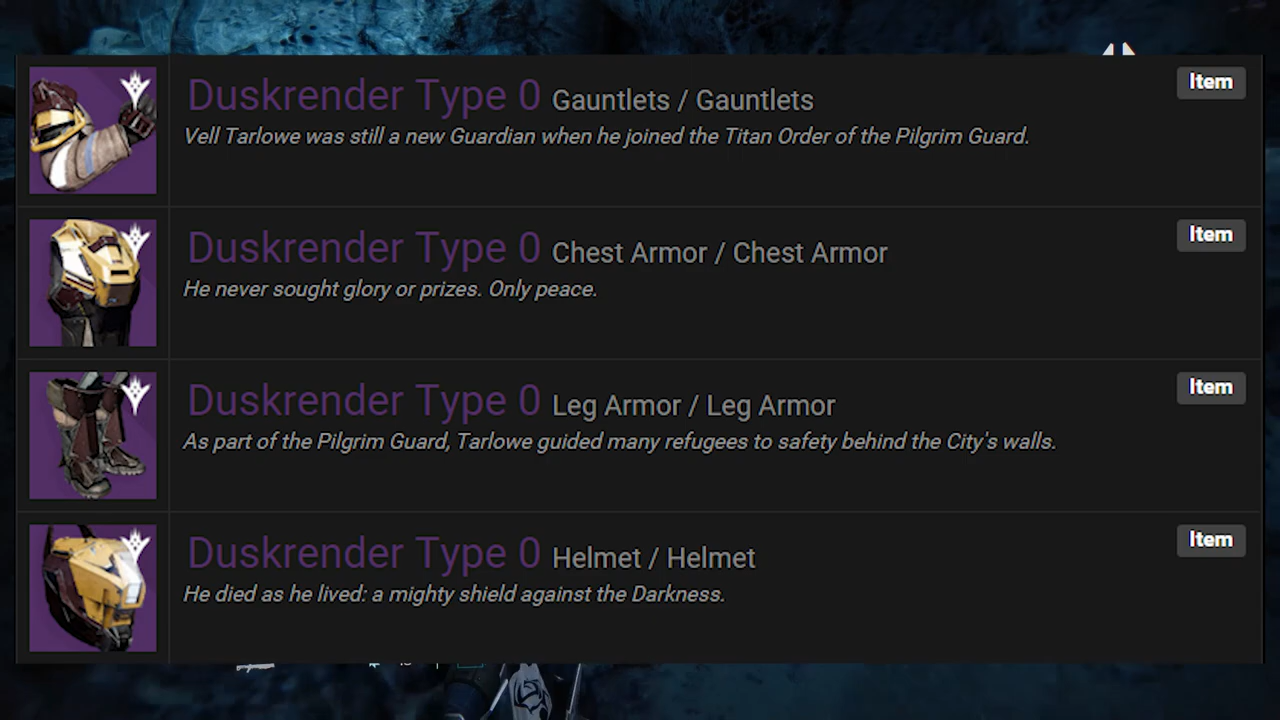 Duskrender Type 0 Gauntlets / Gauntlets
Item
Vell Tarlowe was still a new Guardian when he joined the Titan Order of the Pilgrim Guard.
Duskrender Type 0 Chest Armor / Chest Armor
Item
He never sought glory or prizes. Only peace.
Duskrender Type 0 Leg Armor / Leg Armor
Item
As part of the Pilgrim Guard, Tarlowe guided many refugees to safety behind the City's walls.
Duskrender Type 0 Helmet / Helmet
Item
He died as he lived: a mighty shield against the Darkness.